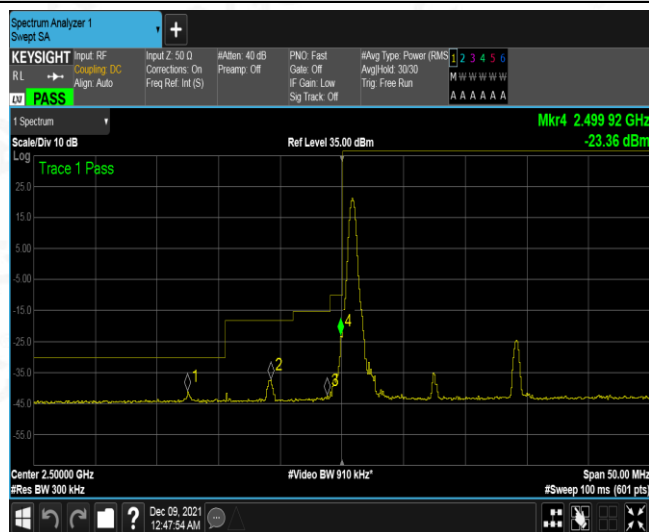 Spectrum Analyzer 1
Swept SA
+
KEYSIGHT
RL
LXI PASS
Input: RF
Coupling: DC
Align: Auto
Input Z: 50 Ω
Corrections: On
Freq Ref: Int (S)
#Atten: 40 dB
Preamp: Off
PNO: Fast
Gate: Off
IF Gain: Low
Sig Track: Off
#Avg Type: Power (RMS
Avg|Hold: 30/30
Trig: Free Run
1 2 3 4 5 6
M W W W W W
A A A A A A
1 Spectrum
Mkr4 2.499 92 GHz
Scale/Div 10 dB
Ref Level 35.00 dBm
-23.36 dBm
Log
Trace 1 Pass
25.0
15.0
5.00
-5.00
-15.0
-25.0
-35.0
-45.0
-55.0
1
2
3
4
Center 2.50000 GHz
#Video BW 910 kHz*
Span 50.00 MHz
#Res BW 300 kHz
#Sweep 100 ms (601 pts)
?
Dec 09, 2021
12:47:54 AM